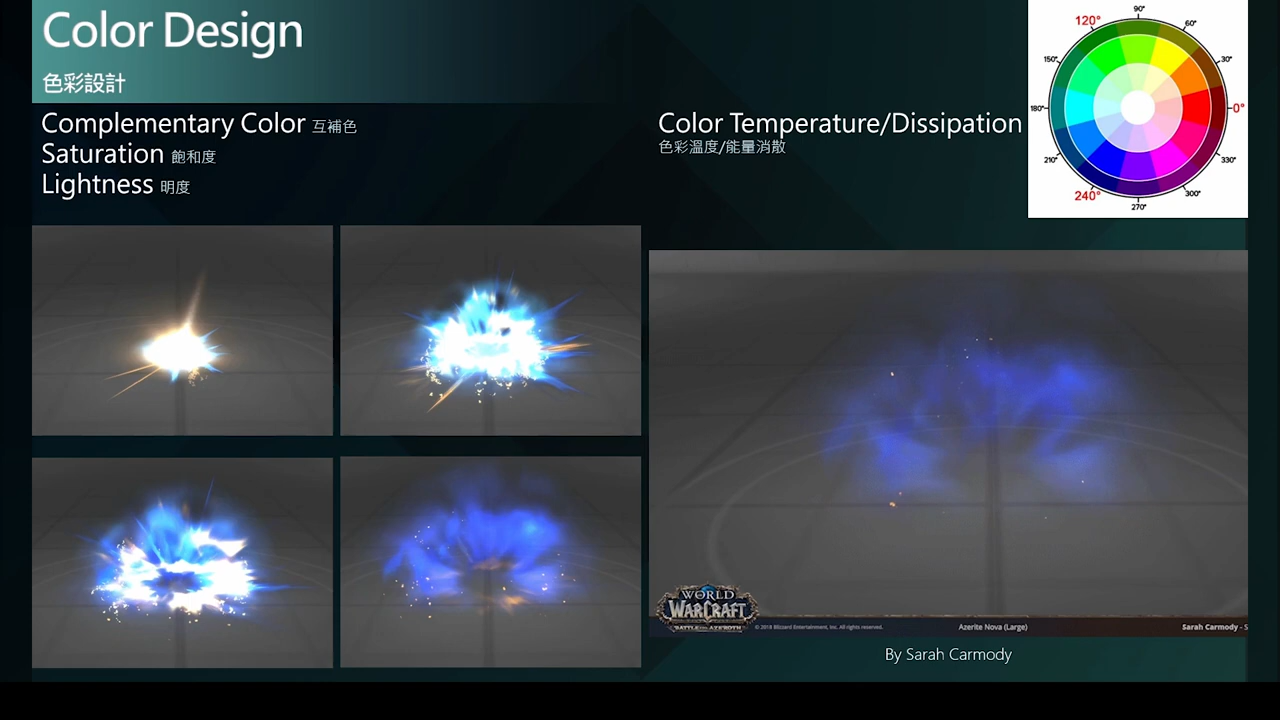 Color Design
色彩設計
Complementary Color 互補色
Saturation 飽和度
Lightness 明度
Color Temperature/Dissipation
色彩溫度/能量消散
90°
120°
60°
150°
30°
180°
0°
210°
330°
240°
300°
270°
WORLD
OF
WARCRAFT
BATTLE FOR AZEROTH
© 2018 Blizzard Entertainment, Inc. All rights reserved.
Azerite Nova (Large)
Sarah Carmody - S
By Sarah Carmody